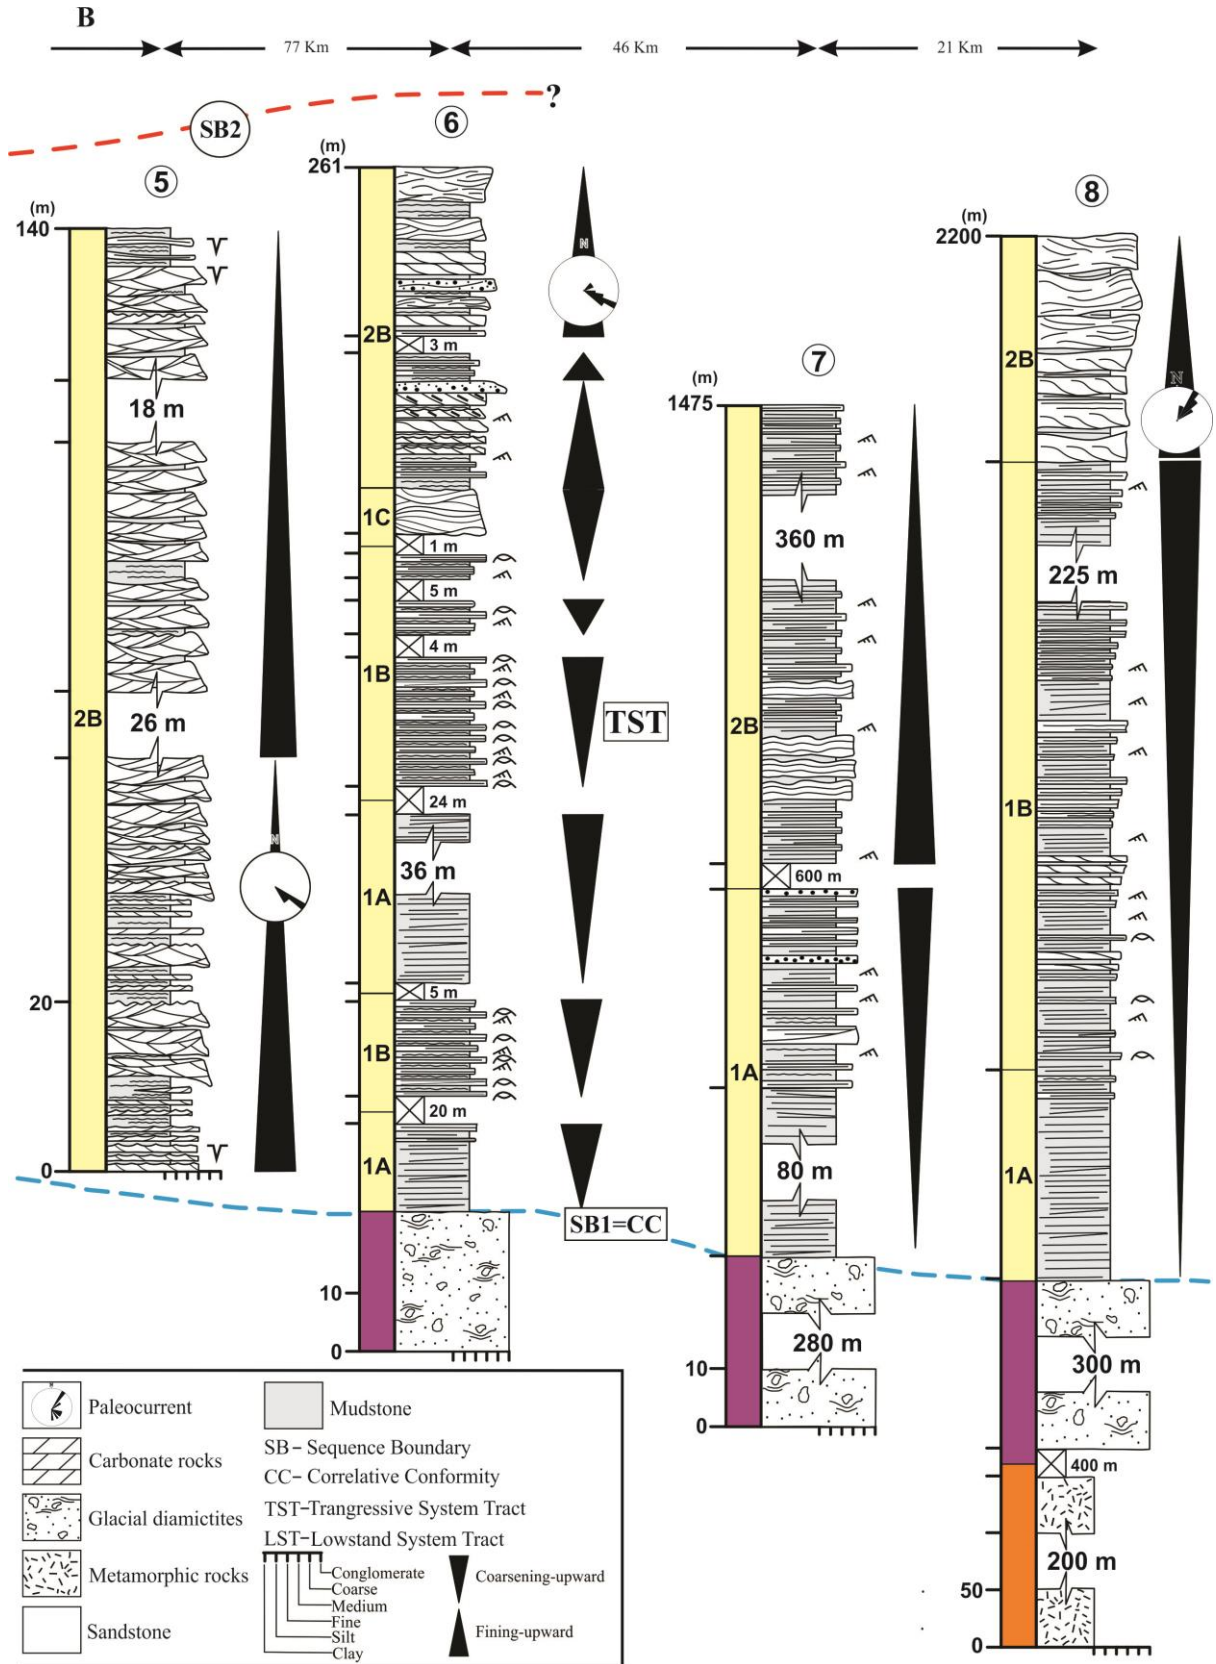 B
77 Km
46 Km
21 Km
SB2
?
5
(m)
140
18 m
26 m
2B
20
0
N
6
(m)
261
2B
3 m
1C
1 m
5 m
4 m
1B
24 m
36 m
1A
5 m
1B
20 m
1A
10
0
N
TST
SB1=CC
7
(m)
1475
360 m
2B
600 m
1A
80 m
280 m
10
0
8
(m)
2200
2B
225 m
1B
1A
300 m
400 m
200 m
50
0
N
N
Paleocurrent
Carbonate rocks
Glacial diamictites
Metamorphic rocks
Sandstone
Mudstone
SB– Sequence Boundary
CC– Correlative Conformity
TST–Trangressive System Tract
LST–Lowstand System Tract
Conglomerate
Coarse
Medium
Fine
Silt
Clay
Coarsening-upward
Fining-upward